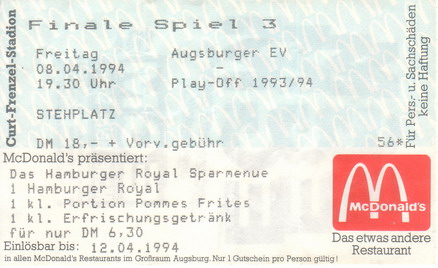 Finale Spiel 3
Curt-Frenzel-Stadion
Freitag Augsburger EV
08.04.1994 -
19.30 Uhr Play-Off 1993/94
STEHPLATZ
DM 18,- + Vorv.gebühr 56*
Für Pers.- u. Sachschäden
keine Haftung
McDonald's präsentiert:
Das Hamburger Royal Sparmenue
1 Hamburger Royal
1 kl. Portion Pommes Frites
1 kl. Erfrischungsgetränk
für nur DM 6,30
Einlösbar bis: 12.04.1994
in allen McDonald's Restaurants im Großraum Augsburg. Nur 1 Gutschein pro Person gültig!
McDonald's
Das etwas andere
Restaurant